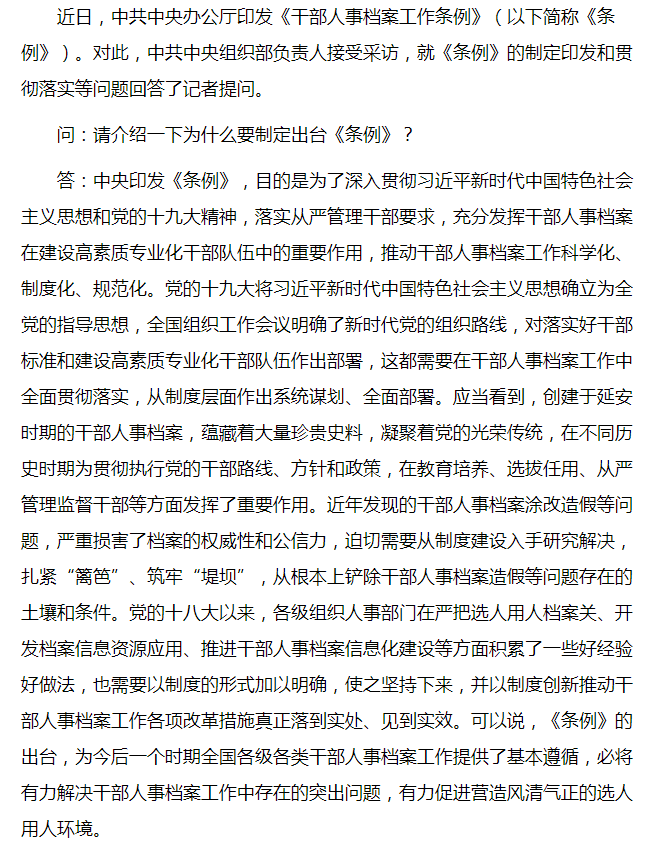 近日，中共中央办公厅印发《干部人事档案工作条例》（以下简称《条
例》）。对此，中共中央组织部负责人接受采访，就《条例》的制定印发和贯
彻落实等问题回答了记者提问。
问：请介绍一下为什么要制定出台《条例》？
答：中央印发《条例》，目的是为了深入贯彻习近平新时代中国特色社会
主义思想和党的十九大精神，落实从严管理干部要求，充分发挥干部人事档案
在建设高素质专业化干部队伍中的重要作用，推动干部人事档案工作科学化、
制度化、规范化。党的十九大将习近平新时代中国特色社会主义思想确立为全
党的指导思想，全国组织工作会议明确了新时代党的组织路线，对落实好干部
标准和建设高素质专业化干部队伍作出部署，这都需要在干部人事档案工作中
全面贯彻落实，从制度层面作出系统谋划、全面部署。应当看到，创建于延安
时期的干部人事档案，蕴藏着大量珍贵史料，凝聚着党的光荣传统，在不同历
史时期为贯彻执行党的干部路线、方针和政策，在教育培养、选拔任用、从严
管理监督干部等方面发挥了重要作用。近年发现的干部人事档案涂改造假等问
题，严重损害了档案的权威性和公信力，迫切需要从制度建设入手研究解决，
扎紧“篱笆”、筑牢“堤坝”，从根本上铲除干部人事档案造假等问题存在的
土壤和条件。党的十八大以来，各级组织人事部门在严把选人用人档案关、开
发档案信息资源应用、推进干部人事档案信息化建设等方面积累了一些好经验
好做法，也需要以制度的形式加以明确，使之坚持下来，并以制度创新推动干
部人事档案工作各项改革措施真正落到实处、见到实效。可以说，《条例》的
出台，为今后一个时期全国各级各类干部人事档案工作提供了基本遵循，必将
有力解决干部人事档案工作中存在的突出问题，有力促进营造风清气正的选人
用人环境。